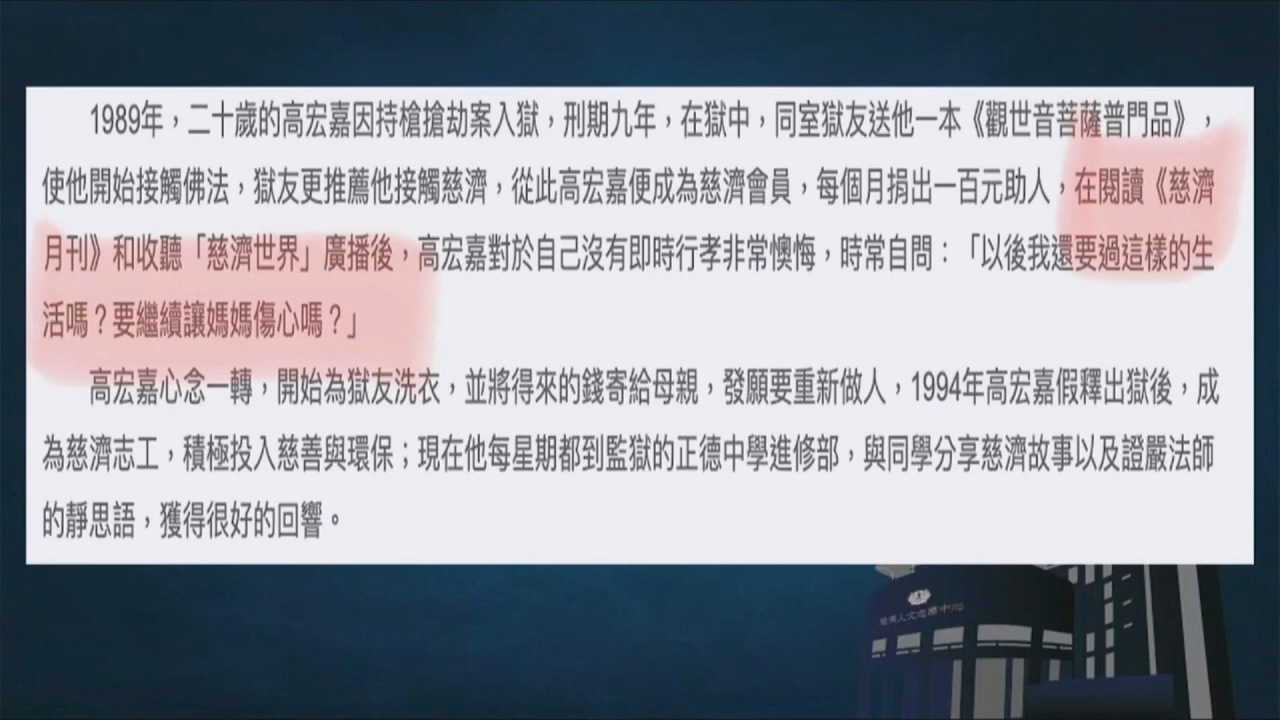 1989年，二十歲的高宏嘉因持槍搶劫案入獄，刑期九年，在獄中，同室獄友送他一本《觀世音菩薩普門品》，
使他開始接觸佛法，獄友更推薦他接觸慈濟，從此高宏嘉便成為慈濟會員，每個月捐出一百元助人，在閱讀《慈濟
月刊》和收聽「慈濟世界」廣播後，高宏嘉對於自己沒有即時行孝非常懊悔，時常自問：「以後我還要過這樣的生
活嗎？要繼續讓媽媽傷心嗎？」
高宏嘉心念一轉，開始為獄友洗衣，並將得來的錢寄給母親，發願要重新做人，1994年高宏嘉假釋出獄後，成
為慈濟志工，積極投入慈善與環保；現在他每星期都到監獄的正德中學進修部，與同學分享慈濟故事以及證嚴法師
的靜思語，獲得很好的回響。
慈濟人文志業中心